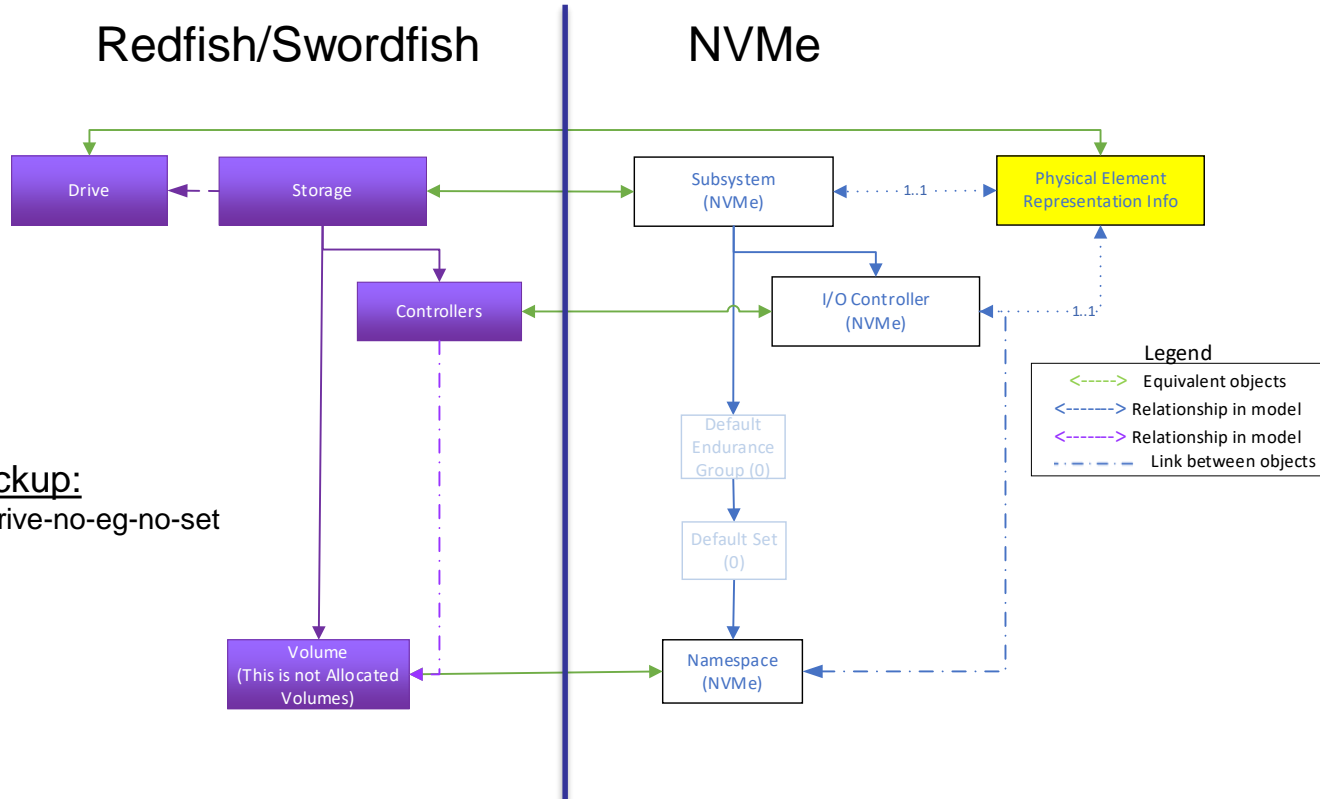 Redfish/Swordfish
NVMe
Drive
Storage
Subsystem
(NVMe)
1..1
Physical Element
Representation Info
Controllers
I/O Controller
(NVMe)
1..1
Legend
Equivalent objects
Relationship in model
Relationship in model
Link between objects
Default
Endurance
Group (0)
ckup:
rive-no-eg-no-set
Default Set
(0)
Volume
(This is not Allocated
Volumes)
Namespace
(NVMe)